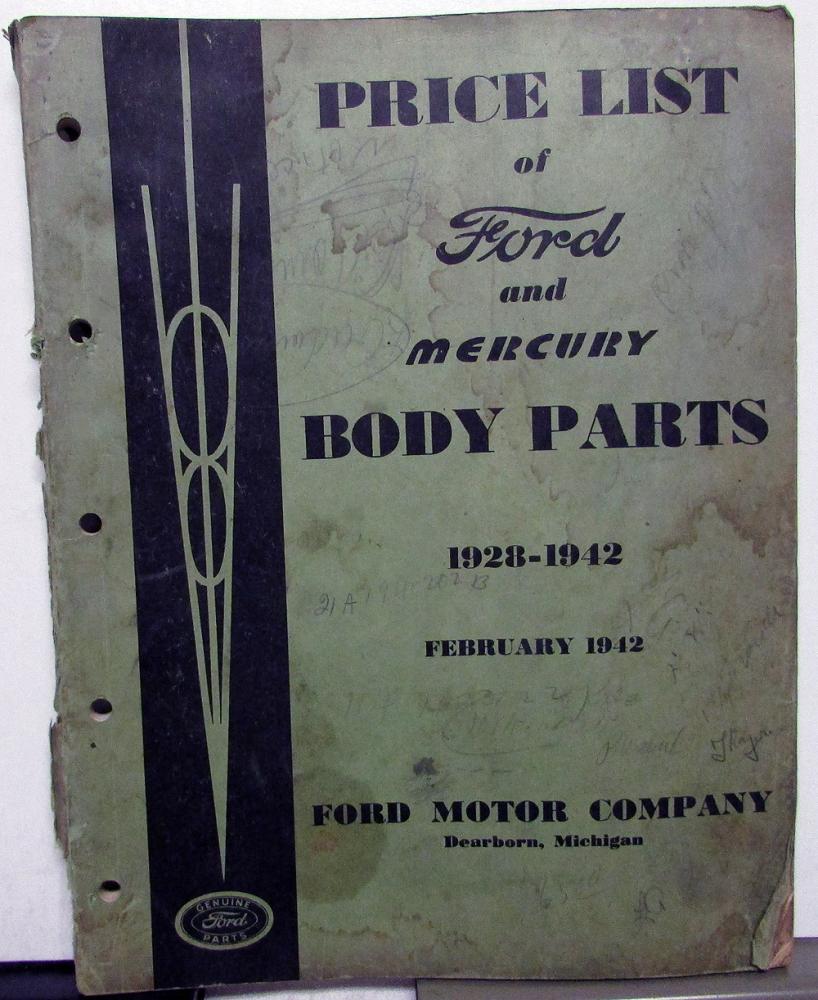 PRICE LIST
of
Ford
and
MERCURY
BODY PARTS
1928-1942
FEBRUARY 1942
FORD MOTOR COMPANY
Dearborn, Michigan
GENUINE
Ford
PARTS